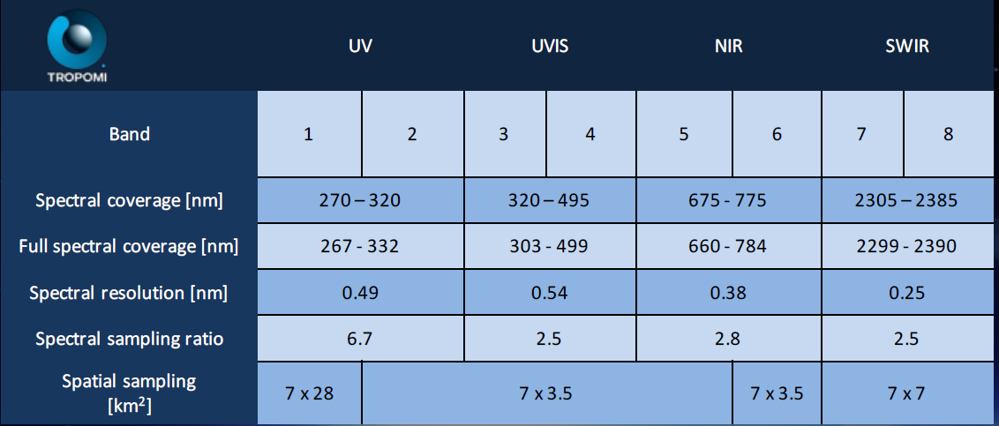 TROPOMI
UV UVIS NIR SWIR
Band 1 2 3 4 5 6 7 8
Spectral coverage [nm] 270 – 320 320 – 495 675 - 775 2305 – 2385
Full spectral coverage [nm] 267 - 332 303 - 499 660 - 784 2299 - 2390
Spectral resolution [nm] 0.49 0.54 0.38 0.25
Spectral sampling ratio 6.7 2.5 2.8 2.5
Spatial sampling
[km²] 7 x 28 7 x 3.5 7 x 3.5 7 x 7